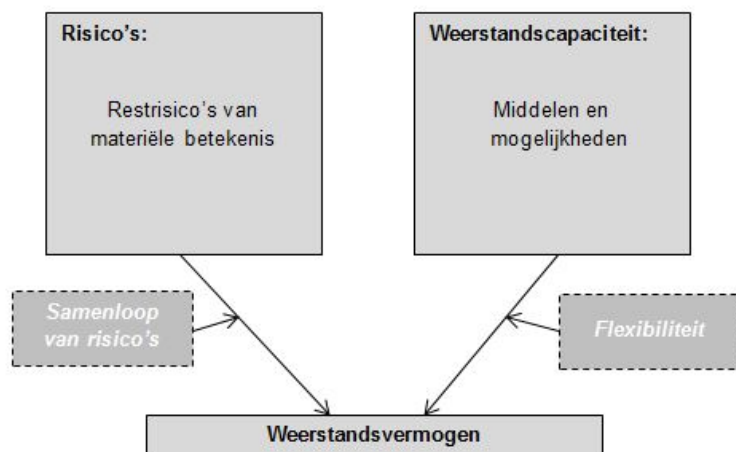 Risico's:
Restrisico's van
materiële betekenis
Weerstandscapaciteit:
Middelen en
mogelijkheden
Samenloop
van risico's
Flexibiliteit
Weerstandsvermogen